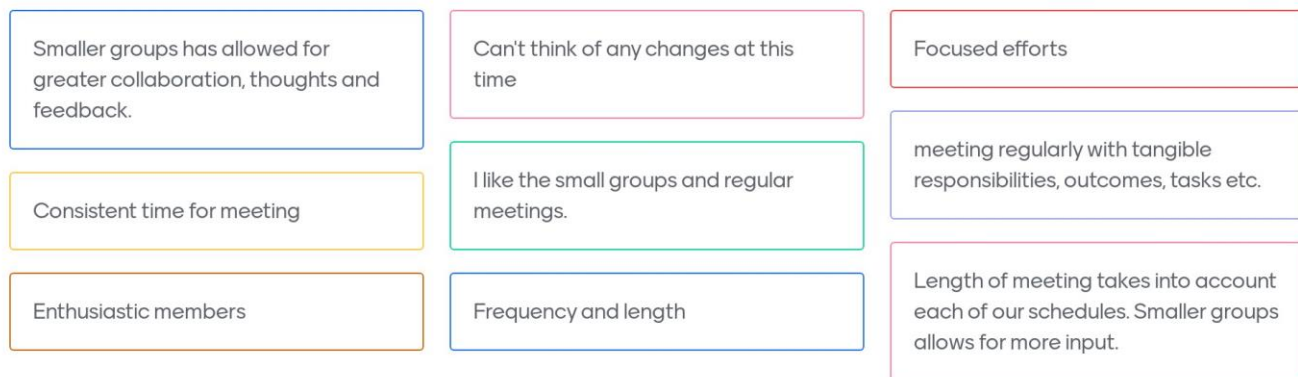 Smaller groups has allowed for
greater collaboration, thoughts and
feedback.
Consistent time for meeting
Enthusiastic members
Can't think of any changes at this
time
I like the small groups and regular
meetings.
Frequency and length
Focused efforts
meeting regularly with tangible
responsibilities, outcomes, tasks etc.
Length of meeting takes into account
each of our schedules. Smaller groups
allows for more input.